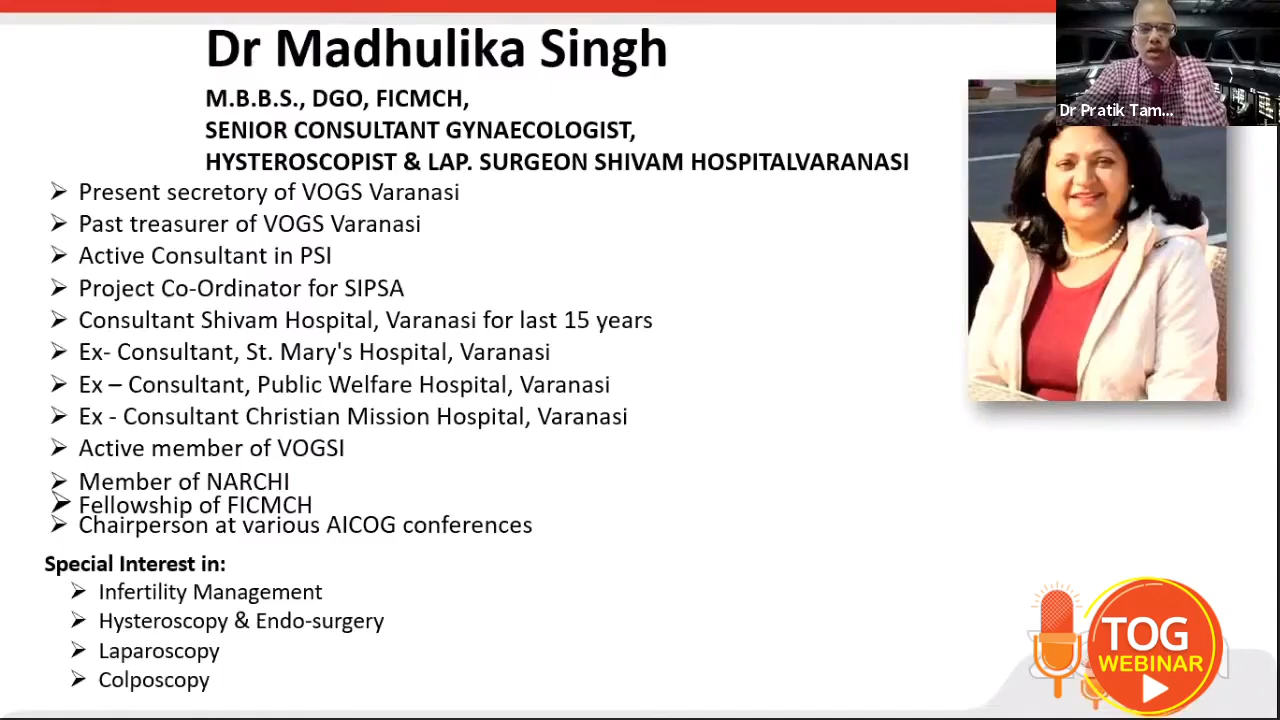 Dr Madhulika Singh
M.B.B.S., DGO, FICMCH,
SENIOR CONSULTANT GYNAECOLOGIST,
HYSTEROSCOPIST & LAP. SURGEON SHIVAM HOSPITALVARANASI
Present secretory of VOGS Varanasi
Past treasurer of VOGS Varanasi
Active Consultant in PSI
Project Co-Ordinator for SIPSA
Consultant Shivam Hospital, Varanasi for last 15 years
Ex- Consultant, St. Mary's Hospital, Varanasi
Ex – Consultant, Public Welfare Hospital, Varanasi
Ex - Consultant Christian Mission Hospital, Varanasi
Active member of VOGSI
Member of NARCHI
Fellowship of FICMCH
Chairperson at various AICOG conferences
Special Interest in:
Infertility Management
Hysteroscopy & Endo-surgery
Laparoscopy
Colposcopy
Dr Pratik Tam...
TOG
WEBINAR